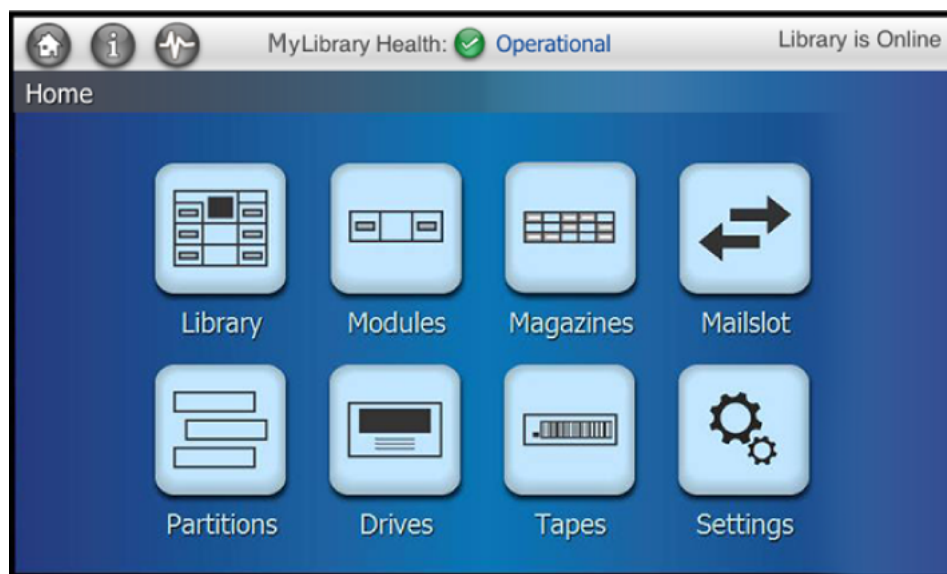 MyLibrary Health: Operational
Library is Online
Home
Library
Modules
Magazines
Mailslot
Partitions
Drives
Tapes
Settings